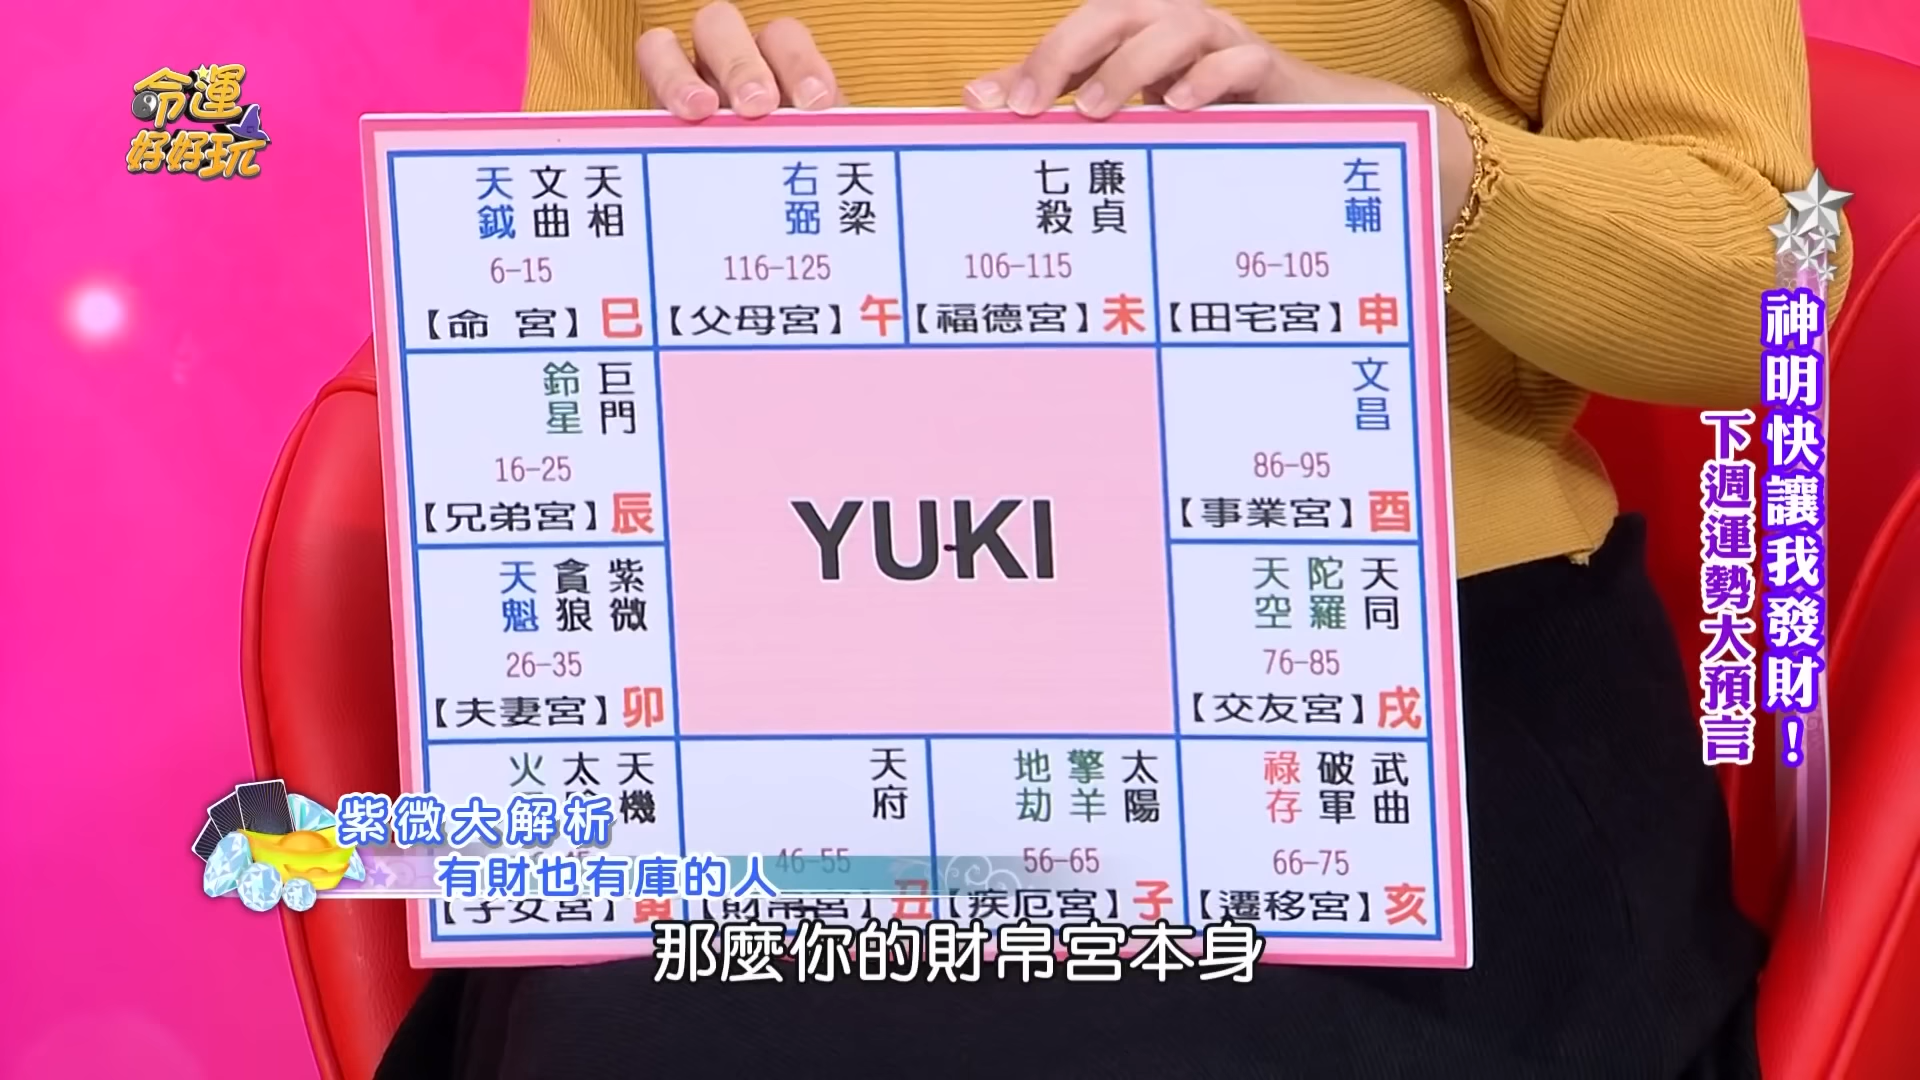 命運
好好玩
天鉞 文曲 天相
6-15
【命 宮】巳
右弼 天梁
116-125
【父母宮】午
七殺 廉貞
106-115
【福德宮】未
左輔
96-105
【田宅宮】申
鈴星 巨門
16-25
【兄弟宮】辰
YUKI
文昌
86-95
【事業宮】酉
天魁 貪狼 紫微
26-35
【夫妻宮】卯
天空 陀羅 天同
76-85
【交友宮】戌
火 太 天機
【子女宮】寅
天府
46-55
【財帛宮】丑
地劫 擎羊 太陽
56-65
【疾厄宮】子
祿存 破軍 武曲
66-75
【遷移宮】亥
神明快讓我發財！
下週運勢大預言
紫微大解析
有財也有庫的人
那麼你的財帛宮本身